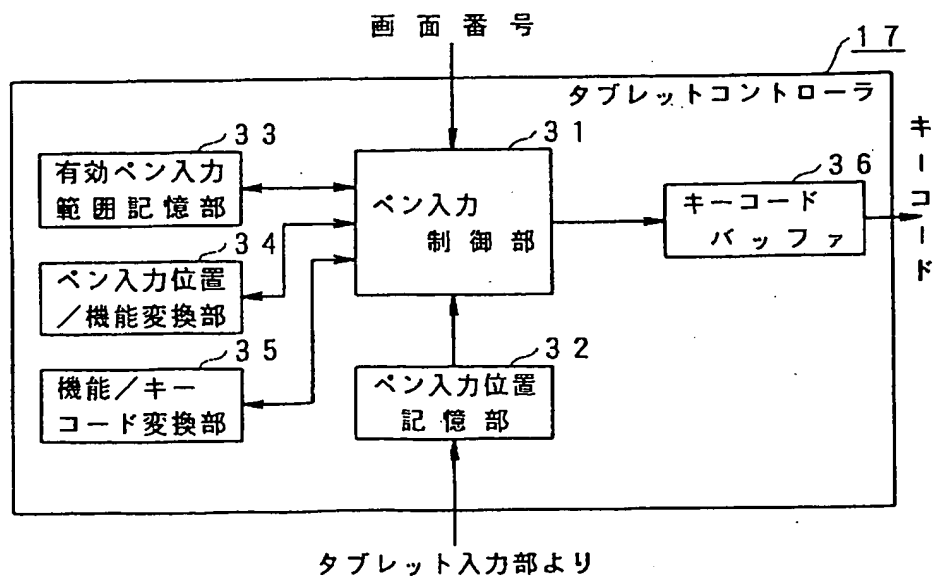 画面番号
17
タブレットコントローラ
33
有効ペン入力
範囲記憶部
34
ペン入力位置
/機能変換部
35
機能/キー
コード変換部
31
ペン入力
制御部
32
ペン入力位置
記憶部
36
キーコード
バッファ
キーコード
タブレット入力部より